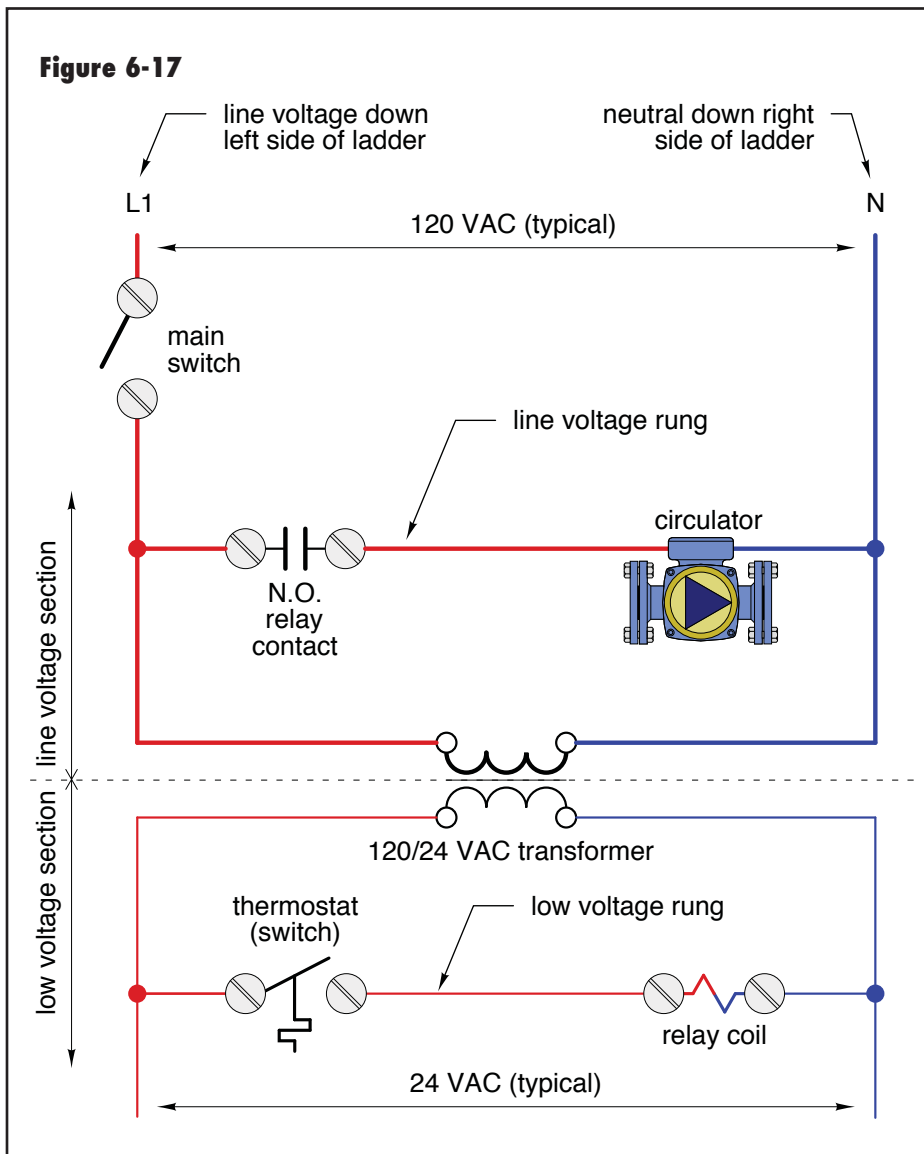 Figure 6-17
line voltage down
left side of ladder
neutral down right
side of ladder
L1
N
120 VAC (typical)
main
switch
line voltage rung
circulator
N.O.
relay
contact
line voltage section
low voltage section
120/24 VAC transformer
thermostat
(switch)
low voltage rung
relay coil
24 VAC (typical)